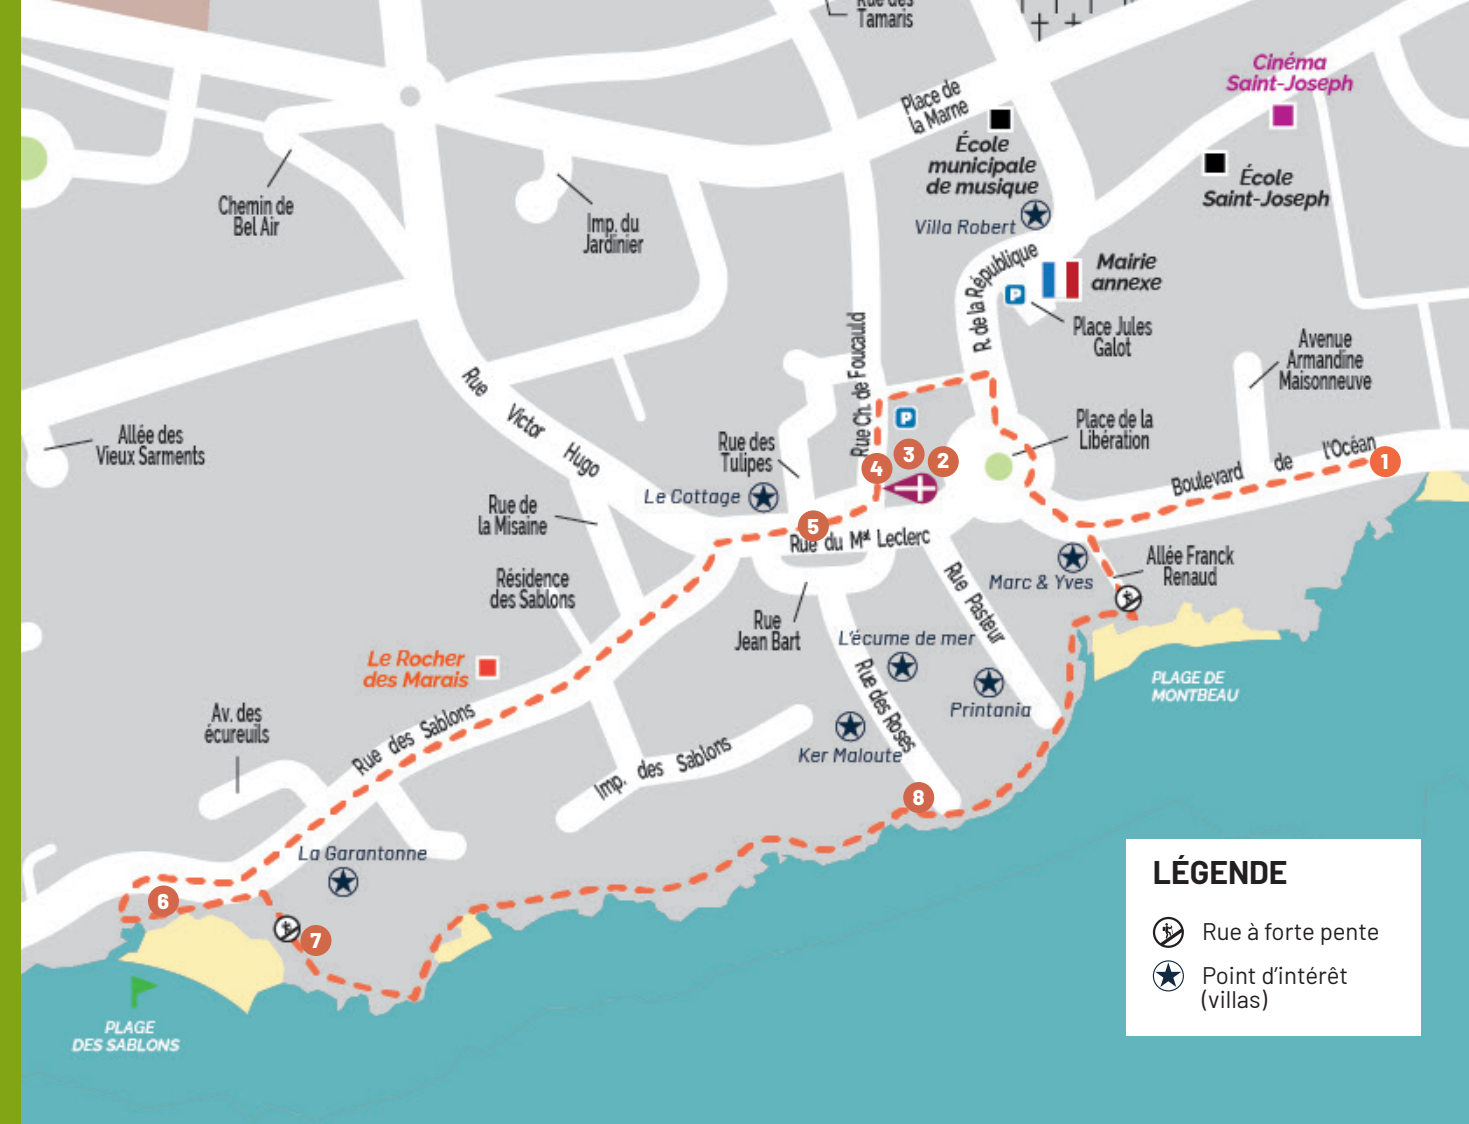 Rue des
Tamaris
Cinéma
Saint-Joseph
Place de
la Marne
École
municipale
de musique
École
Saint-Joseph
Chemin de
Bel Air
Imp. du
Jardinier
Villa Robert
R. de la République
Mairie
annexe
P
Place Jules
Galot
Avenue
Armandine
Maisonneuve
Rue Ch. de Foucauld
Rue Victor Hugo
P
Place de la
Libération
Allée des
Vieux Sarments
Rue des
Tulipes
4
3
2
Boulevard de l'Océan
1
Le Cottage
Rue de
la Misaine
5
Rue du Mal Leclerc
Marc & Yves
Allée Franck
Renaud
Résidence
des Sablons
Rue
Jean Bart
Rue Pasteur
L'écume de mer
Le Rocher
des Marais
PLAGE DE
MONTBEAU
Printania
Rue des Roses
Av. des
écureuils
Rue des Sablons
Imp. des Sablons
Ker Maloute
8
La Garantonne
6
7
PLAGE
DES SABLONS
LÉGENDE
Rue à forte pente
Point d'intérêt
(villas)